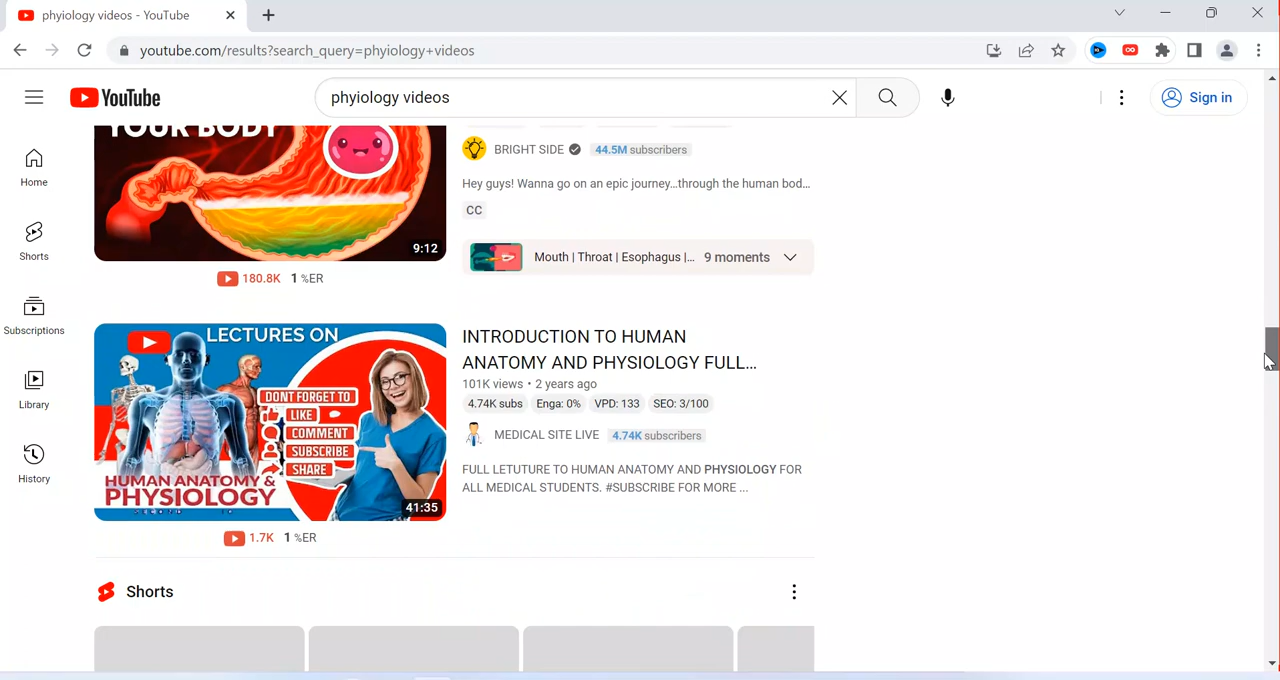 phyiology videos - YouTube
youtube.com/results?search_query=phyiology+videos
YouTube
phyiology videos
Sign in
Home
Shorts
Subscriptions
Library
History
YOUR BODY
9:12
180.8K 1 %ER
BRIGHT SIDE 44.5M subscribers
Hey guys! Wanna go on an epic journey...through the human bod...
CC
Mouth | Throat | Esophagus |... 9 moments
LECTURES ON
DONT FORGET TO
LIKE
COMMENT
SUBSCRIBE
SHARE
HUMAN ANATOMY &
PHYSIOLOGY
41:35
1.7K 1 %ER
INTRODUCTION TO HUMAN
ANATOMY AND PHYSIOLOGY FULL...
101K views • 2 years ago
4.74K subs Enga: 0% VPD: 133 SEO: 3/100
MEDICAL SITE LIVE 4.74K subscribers
FULL LETUTURE TO HUMAN ANATOMY AND PHYSIOLOGY FOR
ALL MEDICAL STUDENTS. #SUBSCRIBE FOR MORE ...
Shorts